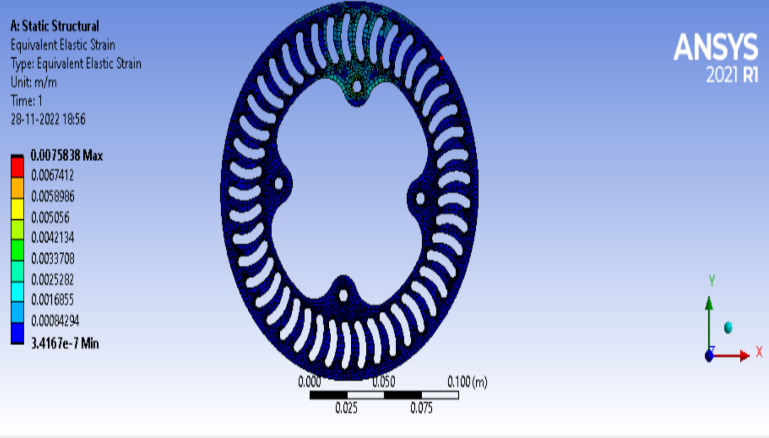 A: Static Structural
Equivalent Elastic Strain
Type: Equivalent Elastic Strain
Unit: m/m
Time: 1
28-11-2022 18:56
0.0075838 Max
0.0067412
0.0058986
0.005056
0.0042134
0.0033708
0.0025282
0.0016855
0.00084294
3.4167e-7 Min
ANSYS
2021 R1
0.000 0.050 0.100 (m)
0.025 0.075
Y
Z X